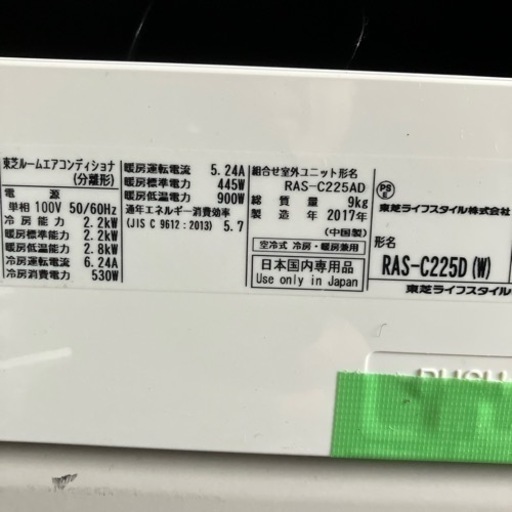 東芝ルームエアコンディショナ
(分離形)
電源
単相 100V 50/60Hz
冷房能力 2.2kW
暖房標準能力 2.2kW
暖房低温能力 2.8kW
冷房運転電流 6.24A
冷房消費電力 530W
暖房運転電流 5.24A
暖房標準電力 445W
暖房低温電力 900W
通年エネルギー消費効率
(JIS C 9612:2013) 5.7
組合せ室外ユニット形名
RAS-C225AD
総質量 9kg
製造年 2017年
(中国製)
空冷式 冷房・暖房兼用
日本国内専用品
Use only in Japan
PS
E
東芝ライフスタイル株式会社
形名
RAS-C225D(W)
東芝ライフスタイル